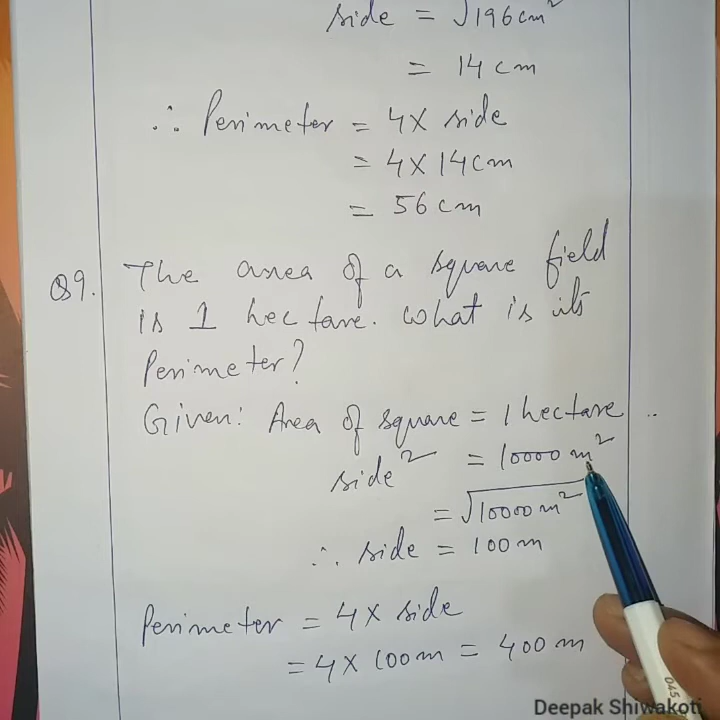 side = √196 cm²
= 14 cm
∴ Perimeter = 4 × side
= 4 × 14 cm
= 56 cm
Q9. The area of a square field
is 1 hectare. What is its
Perimeter?
Given: Area of square = 1 hectare ..
side² = 10000 m²
= √10000 m²
∴ side = 100 m
Perimeter = 4 × side
= 4 × 100 m = 400 m
045
Deepak Shiwakoti